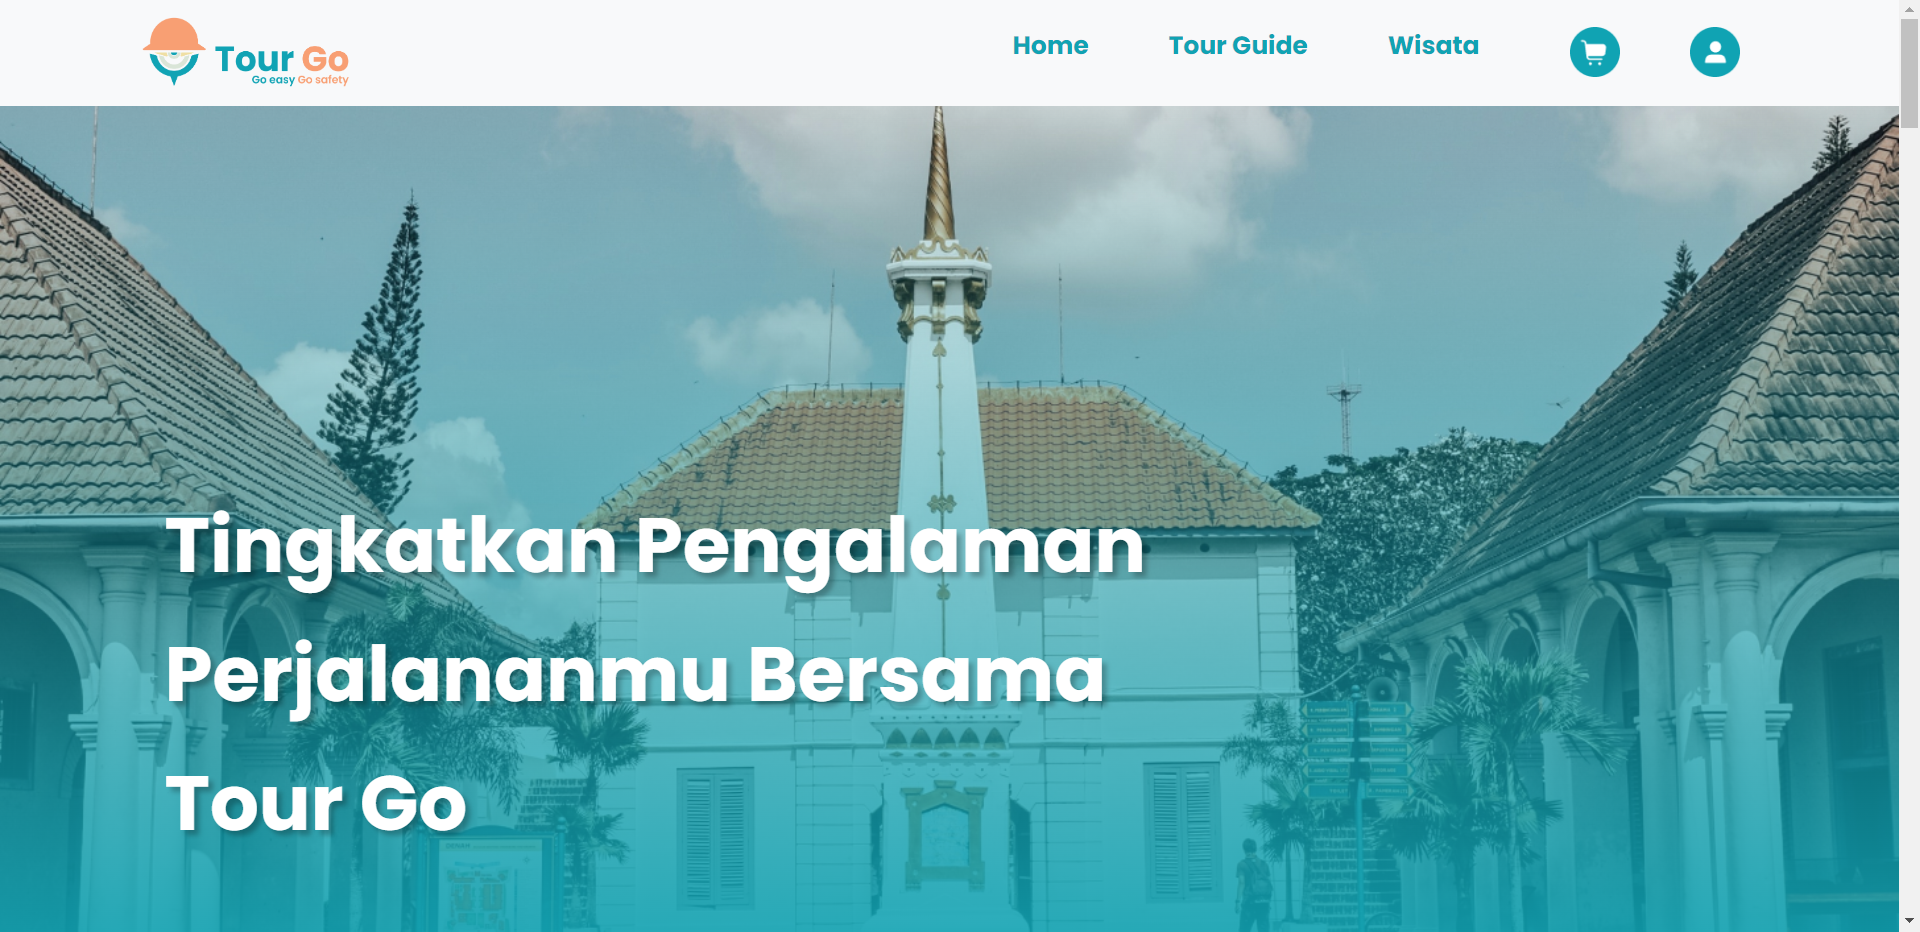 Tour Go
Go easy Go safety
Home
Tour Guide
Wisata
Tingkatkan Pengalaman
Perjalananmu Bersama
Tour Go